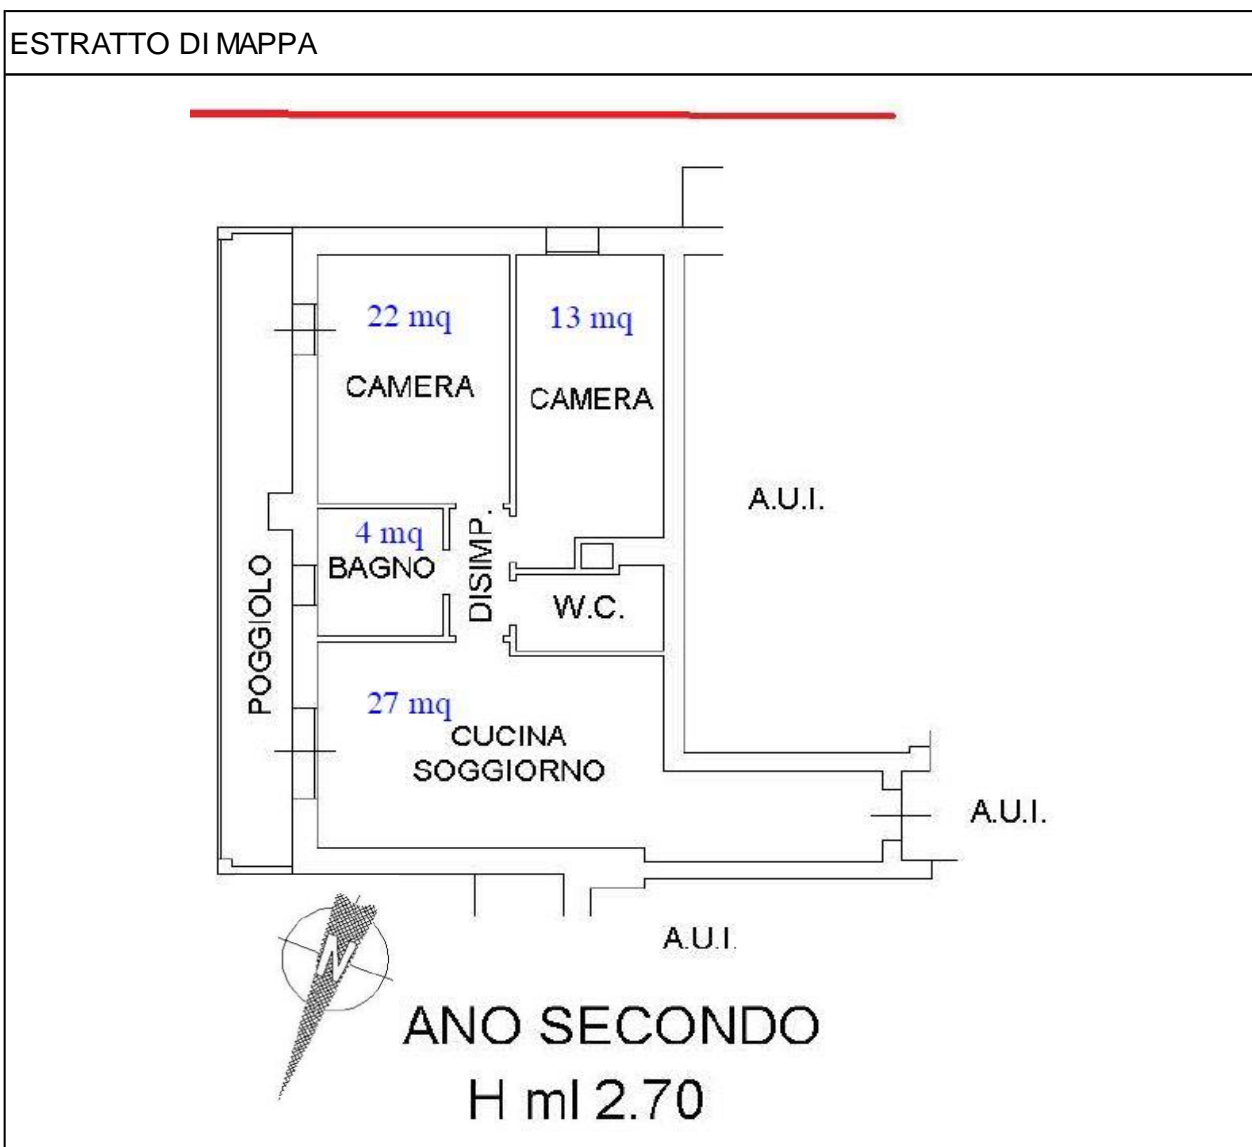 ESTRATTO DI MAPPA
22 mq
13 mq
CAMERA
CAMERA
A.U.I.
4 mq
BAGNO
DISIMP.
W.C.
POGGIOLO
27 mq
CUCINA
SOGGIORNO
A.U.I.
A.U.I.
N
ANO SECONDO
H ml 2.70